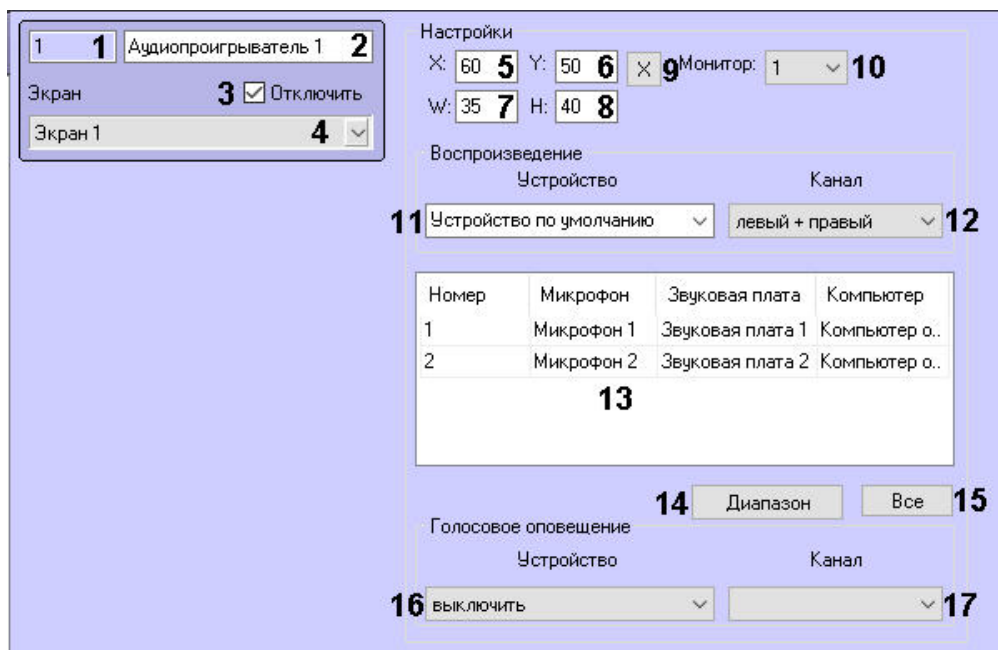 1 1 Аудиопроигрыватель 1 2
Экран 3 Отключить
Экран 1 4
Настройки
X: 60 5 Y: 50 6 X 9 Монитор: 1 10
W: 35 7 H: 40 8
Воспроизведение
Устройство Канал
11 Устройство по умолчанию левый + правый 12
Номер Микрофон Звуковая плата Компьютер
1 Микрофон 1 Звуковая плата 1 Компьютер о..
2 Микрофон 2 Звуковая плата 2 Компьютер о..
13
14 Диапазон Все 15
Голосовое оповещение
Устройство Канал
16 выключить 17